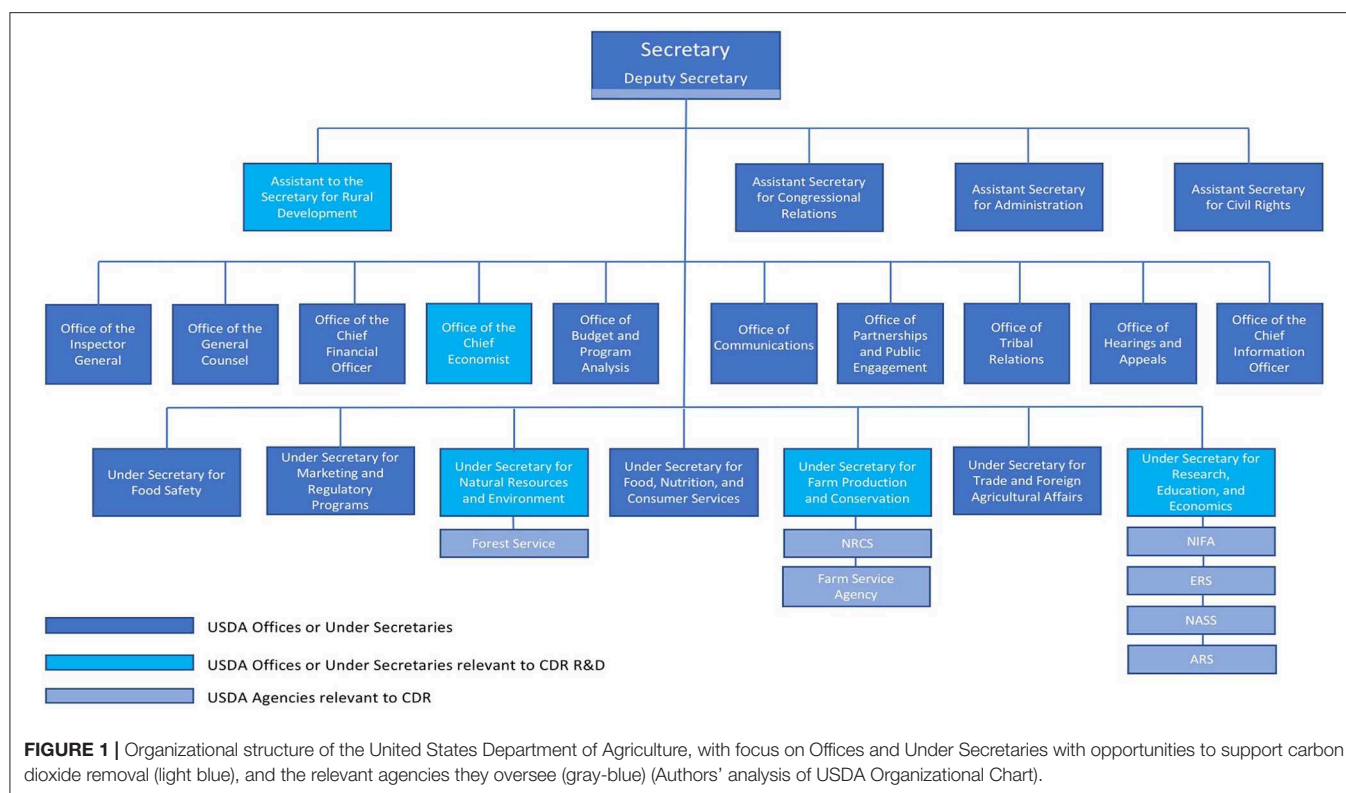 Secretary
Deputy Secretary
Assistant to the
Secretary for Rural
Development
Assistant Secretary
for Congressional
Relations
Assistant Secretary
for Administration
Assistant Secretary
for Civil Rights
Office of the
Inspector
General
Office of the
General
Counsel
Office of the
Chief
Financial
Officer
Office of the
Chief
Economist
Office of
Budget and
Program
Analysis
Office of
Communications
Office of
Partnerships
and Public
Engagement
Office of
Tribal
Relations
Office of
Hearings and
Appeals
Office of the
Chief
Information
Officer
Under Secretary for
Food Safety
Under Secretary for
Marketing and
Regulatory
Programs
Under Secretary for
Natural Resources
and Environment
Under Secretary for
Food, Nutrition, and
Consumer Services
Under Secretary for
Farm Production
and Conservation
Under Secretary for
Trade and Foreign
Agricultural Affairs
Under Secretary for
Research,
Education, and
Economics
Forest Service
NRCS
Farm Service
Agency
NIFA
ERS
NASS
ARS
USDA Offices or Under Secretaries
USDA Offices or Under Secretaries relevant to CDR R&D
USDA Agencies relevant to CDR
FIGURE 1 | Organizational structure of the United States Department of Agriculture, with focus on Offices and Under Secretaries with opportunities to support carbon
dioxide removal (light blue), and the relevant agencies they oversee (gray-blue) (Authors' analysis of USDA Organizational Chart).